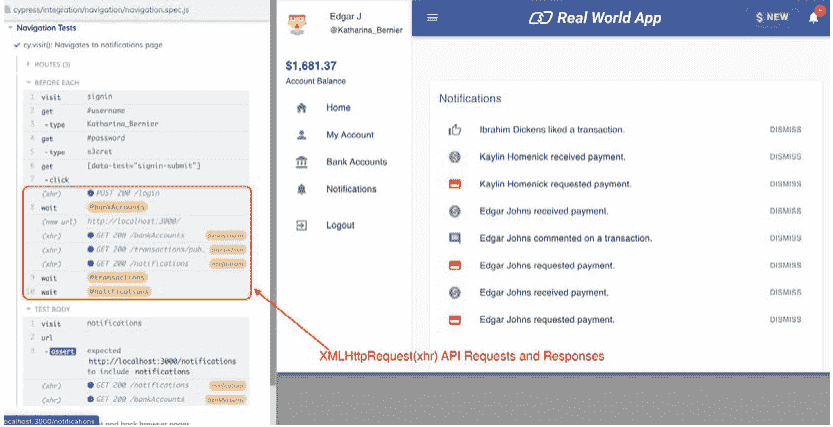 cypress/integration/navigation/navigation.spec.js
Navigation Tests
cy.visit(): Navigates to notifications page
ROUTES (3)
BEFORE EACH
1 visit signin
2 get #username
3 -type Katharina_Bernier
4 get #password
5 -type s3cret
6 get [data-test="signin-submit"]
7 -click
(xhr) POST 200 /login
8 wait @bankAccounts
(new url) http://localhost:3000/
(xhr) GET 200 /bankAccounts
(xhr) GET 200 /transactions/pub...
(xhr) GET 200 /notifications
9 wait @transactions
10 wait @notifications
TEST BODY
1 visit notifications
2 url
3 -assert expected
http://localhost:3000/notifications
to include notifications
(xhr) GET 200 /notifications
(xhr) GET 200 /bankAccounts
localhost:3000/notifications
and back browser pages
Edgar J
@Katharina_Bernier
$1,681.37
Account Balance
Home
My Account
Bank Accounts
Notifications
Logout
Real World App
$ NEW
Notifications
Ibrahim Dickens liked a transaction. DISMISS
Kaylin Homenick received payment. DISMISS
Kaylin Homenick requested payment. DISMISS
Edgar Johns received payment. DISMISS
Edgar Johns commented on a transaction. DISMISS
Edgar Johns requested payment. DISMISS
Edgar Johns received payment. DISMISS
Edgar Johns requested payment. DISMISS
XMLHttpRequest(xhr) API Requests and Responses